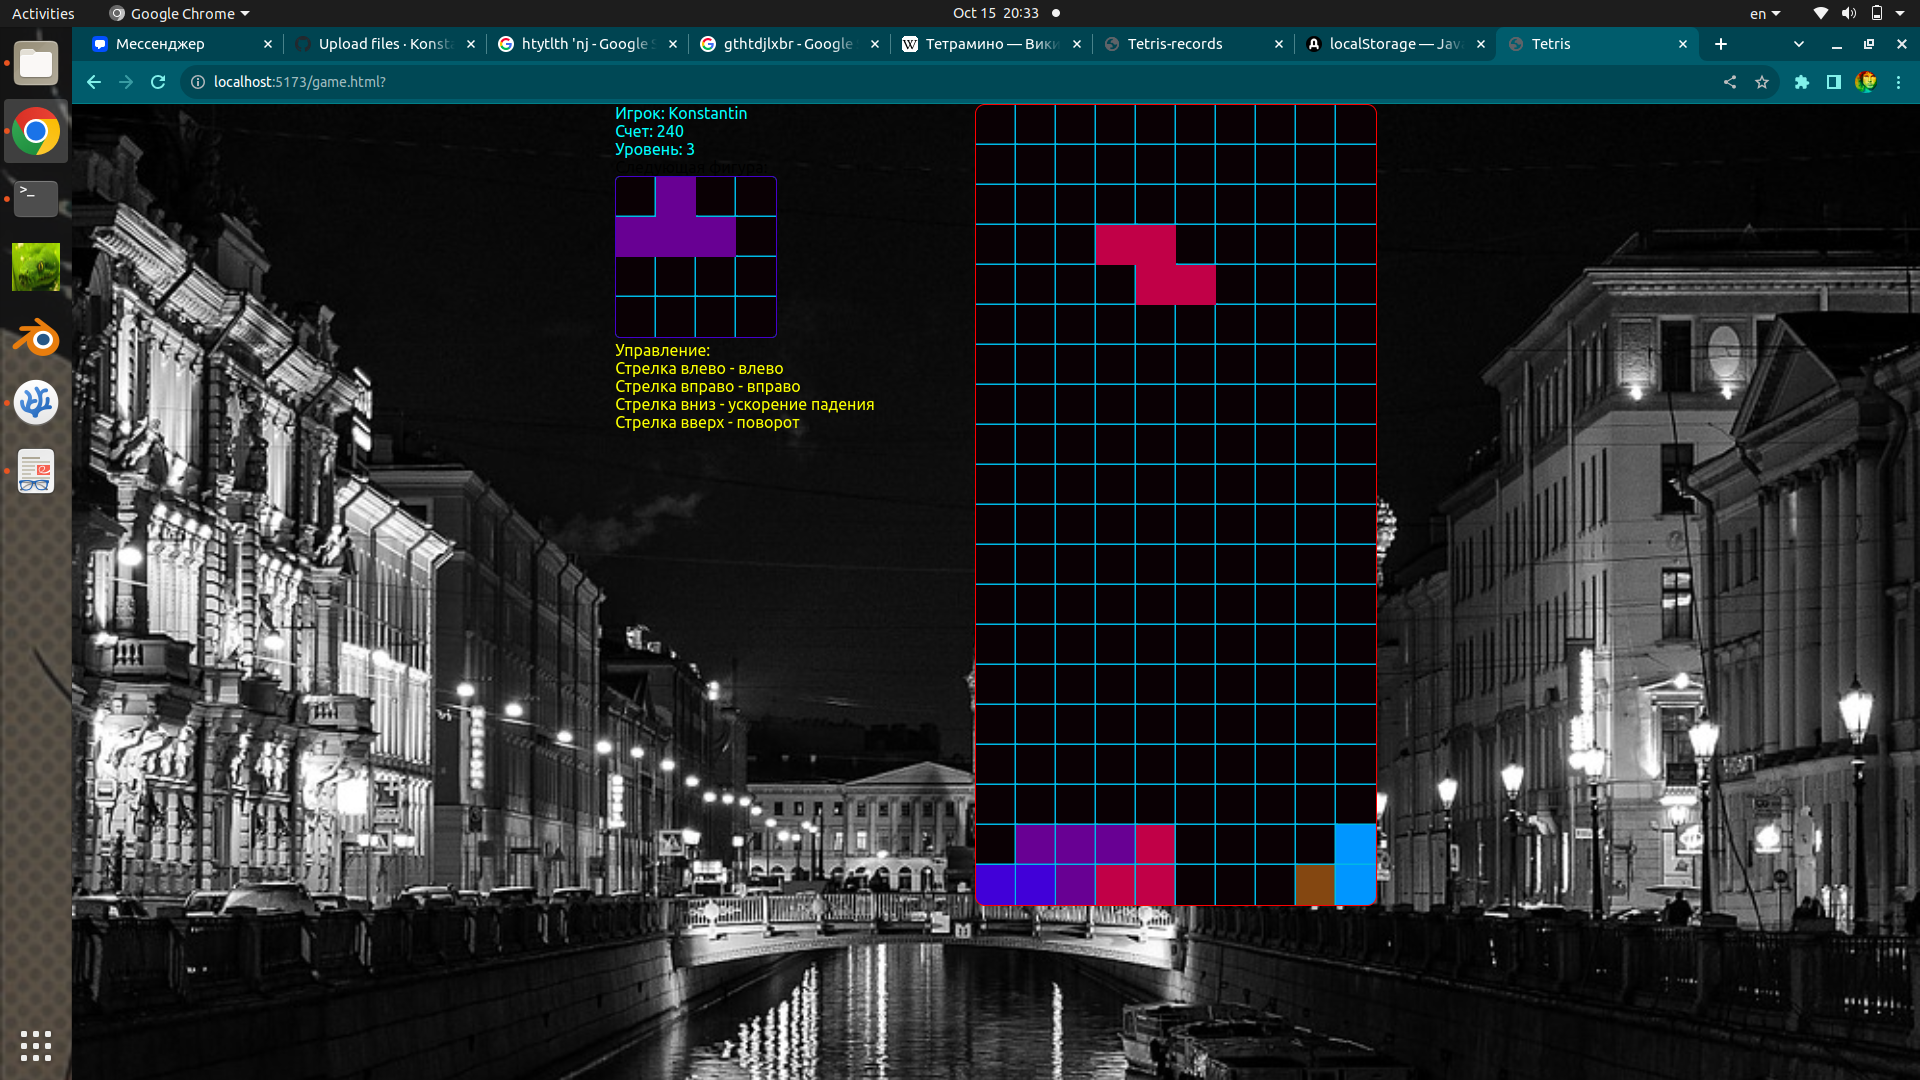 Activities
Google Chrome
Oct 15 20:33
en
Мессенджер
Upload files · Konsta
htytlth 'nj - Google S
gthtdjlxbr - Google
Тетрамино — Вики
Tetris-records
localStorage — Java
Tetris
localhost:5173/game.html?
Игрок: Konstantin
Счет: 240
Уровень: 3
Управление:
Стрелка влево - влево
Стрелка вправо - вправо
Стрелка вниз - ускорение падения
Стрелка вверх - поворот